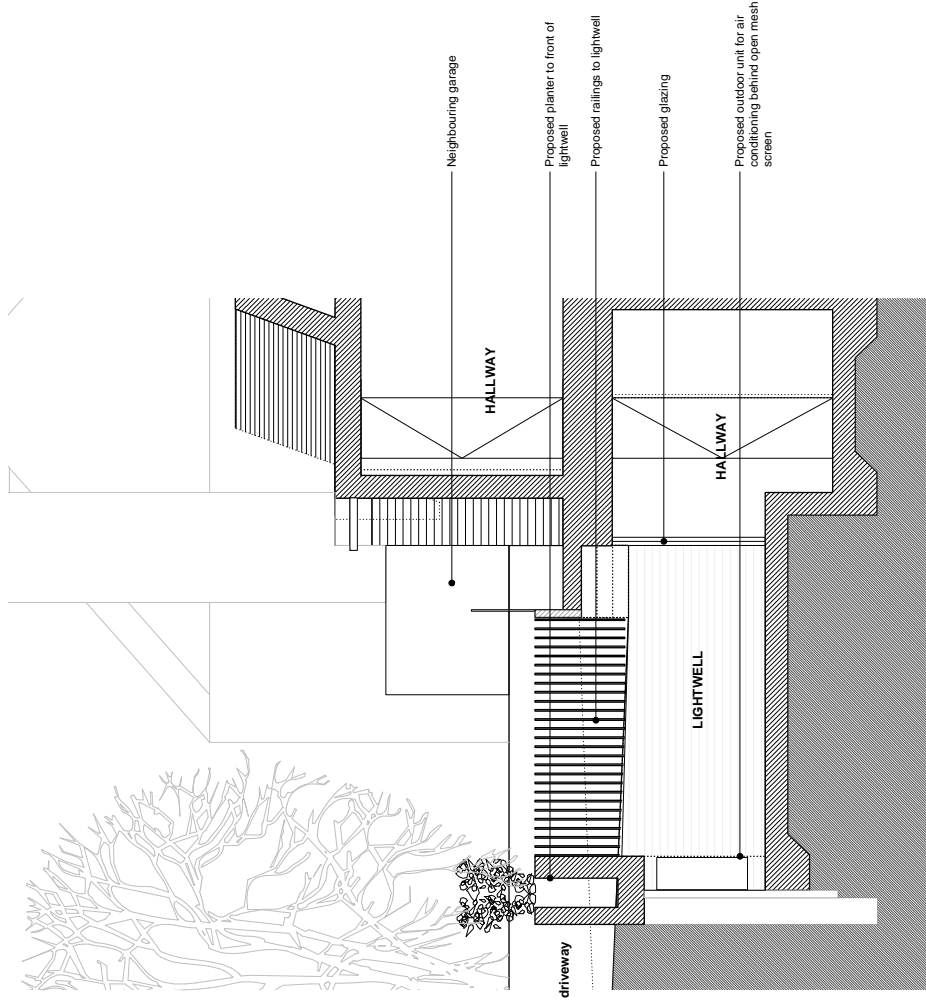 Neighbouring garage
Proposed planter to front of
lightwell
Proposed railings to lightwell
Proposed glazing
Proposed outdoor unit for air
conditioning behind open mesh
screen
HALLWAY
HALLWAY
LIGHTWELL
driveway